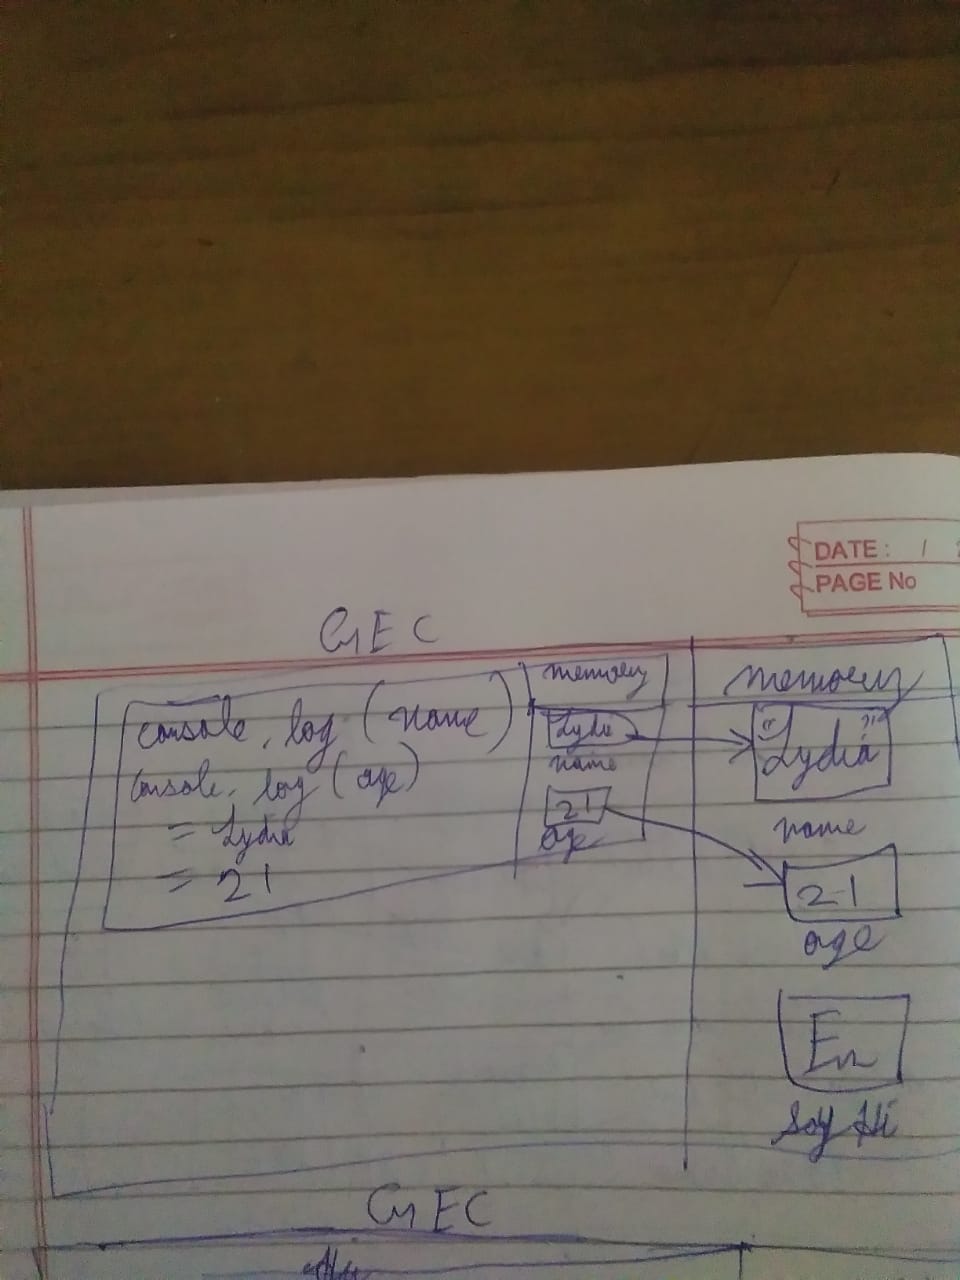 DATE: /
PAGE No
GEC
memory
memory
console.log(name)
console.log(age)
= Lydia
= 21
Lydia
name
21
age
"Lydia"
name
21
age
Fn
Say Hi
GEC